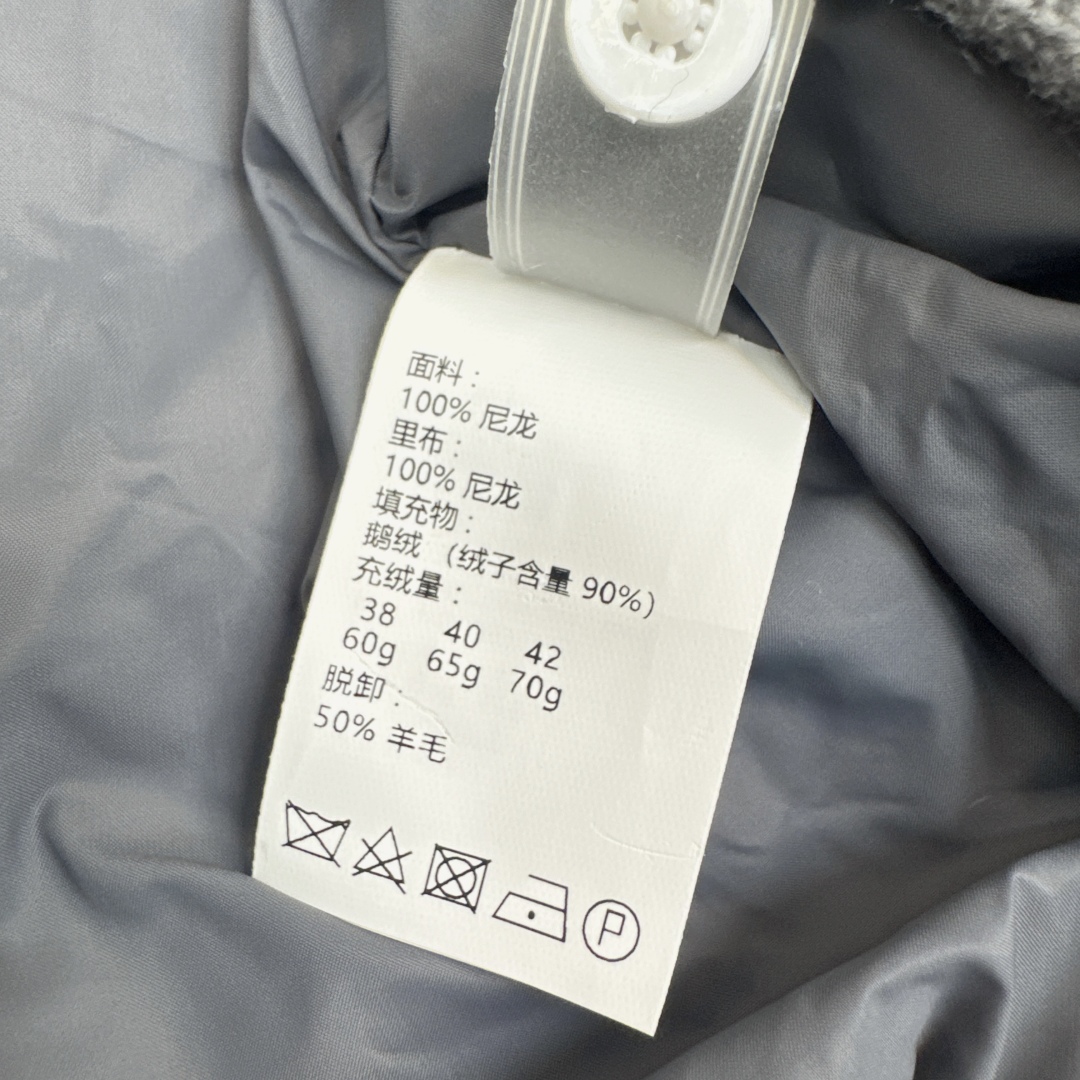 面料：
100% 尼龙
里布：
100% 尼龙
填充物：
鹅绒 （绒子含量 90%）
充绒量：
38 40 42
60g 65g 70g
脱卸：
50% 羊毛
P